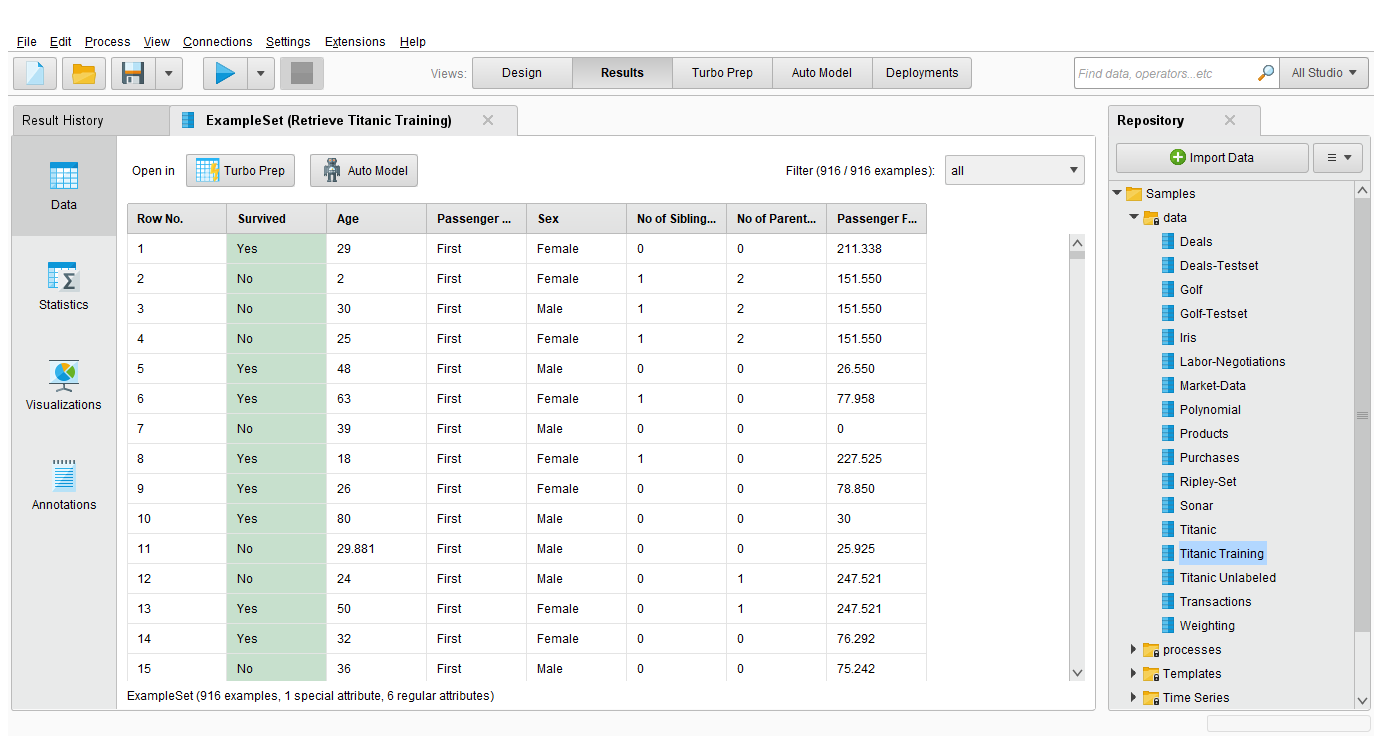 File Edit Process View Connections Settings Extensions Help
Views: Design Results Turbo Prep Auto Model Deployments Find data, operators...etc All Studio
Result History ExampleSet (Retrieve Titanic Training) Repository
Open in Turbo Prep Auto Model Filter (916 / 916 examples): all Import Data
Data
Statistics
Visualizations
Annotations
Row No. Survived Age Passenger ... Sex No of Sibling... No of Parent... Passenger F...
1 Yes 29 First Female 0 0 211.338
2 No 2 First Female 1 2 151.550
3 No 30 First Male 1 2 151.550
4 No 25 First Female 1 2 151.550
5 Yes 48 First Male 0 0 26.550
6 Yes 63 First Female 1 0 77.958
7 No 39 First Male 0 0 0
8 Yes 18 First Female 1 0 227.525
9 Yes 26 First Female 0 0 78.850
10 Yes 80 First Male 0 0 30
11 No 29.881 First Male 0 0 25.925
12 No 24 First Male 0 1 247.521
13 Yes 50 First Female 0 1 247.521
14 Yes 32 First Female 0 0 76.292
15 No 36 First Male 0 0 75.242
ExampleSet (916 examples, 1 special attribute, 6 regular attributes)
Samples
data
Deals
Deals-Testset
Golf
Golf-Testset
Iris
Labor-Negotiations
Market-Data
Polynomial
Products
Purchases
Ripley-Set
Sonar
Titanic
Titanic Training
Titanic Unlabeled
Transactions
Weighting
processes
Templates
Time Series